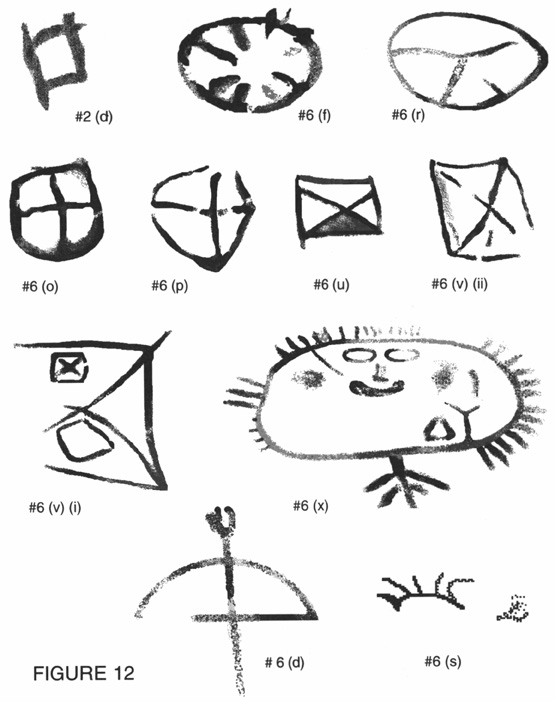 #2 (d)
#6 (f)
#6 (r)
#6 (o)
#6 (p)
#6 (u)
#6 (v) (ii)
#6 (v) (i)
#6 (x)
# 6 (d)
#6 (s)
FIGURE 12